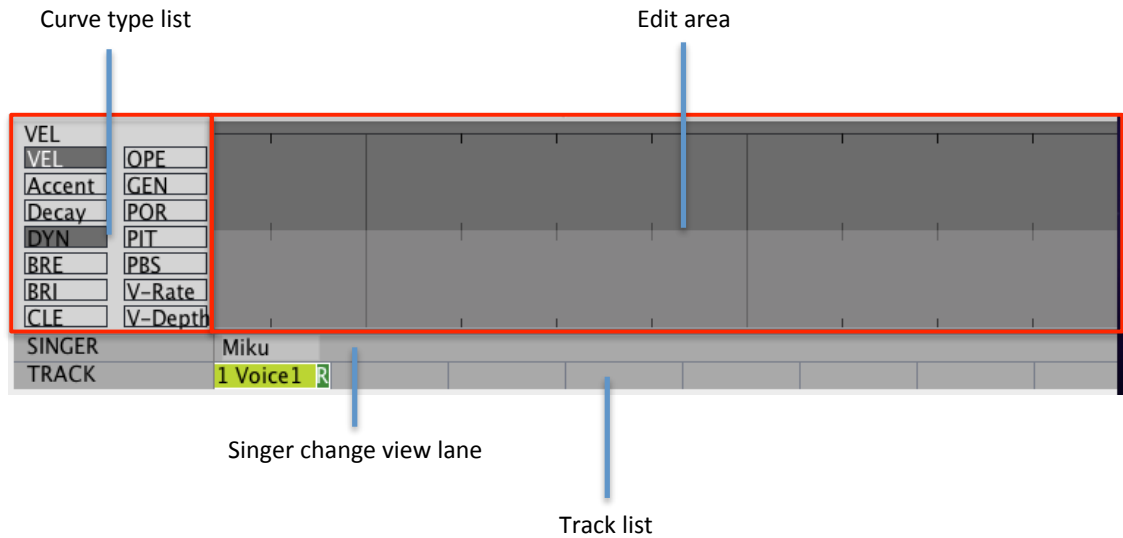 Curve type list
Edit area
VEL
VEL OPE
Accent GEN
Decay POR
DYN PIT
BRE PBS
BRI V-Rate
CLE V-Depth
SINGER Miku
TRACK 1 Voice1 R
Singer change view lane
Track list